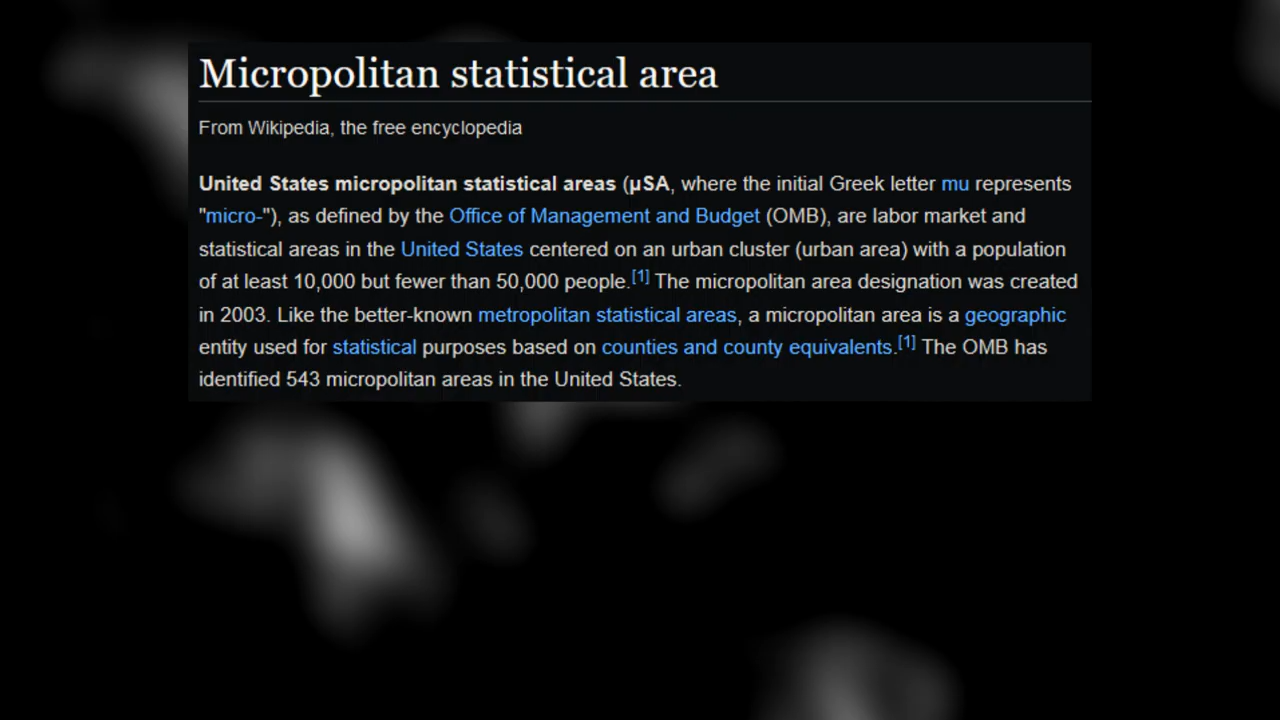 Micropolitan statistical area
From Wikipedia, the free encyclopedia
United States micropolitan statistical areas (μSA, where the initial Greek letter mu represents
"micro-"), as defined by the Office of Management and Budget (OMB), are labor market and
statistical areas in the United States centered on an urban cluster (urban area) with a population
of at least 10,000 but fewer than 50,000 people.[1] The micropolitan area designation was created
in 2003. Like the better-known metropolitan statistical areas, a micropolitan area is a geographic
entity used for statistical purposes based on counties and county equivalents.[1] The OMB has
identified 543 micropolitan areas in the United States.